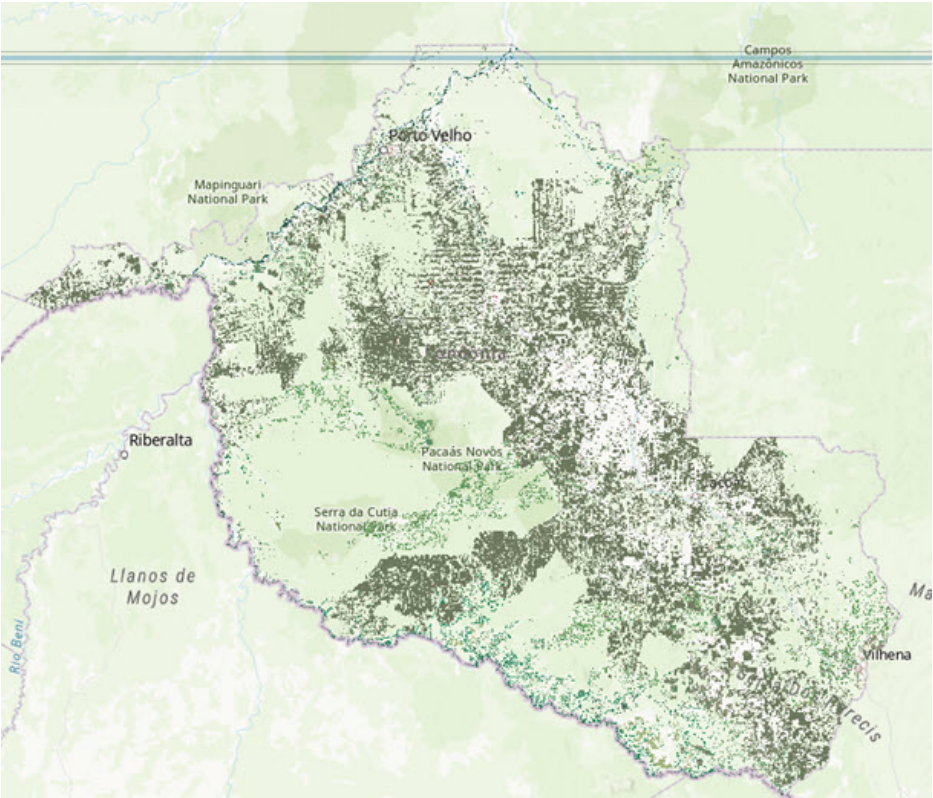 Campos
Amazônicos
National Park
Porto Velho
Mapinguari
National Park
Rondônia
Riberalta
Pacaás Novos
National Park
Serra da Cutia
National Park
Llanos de
Mojos
Rio Beni
Vilhena